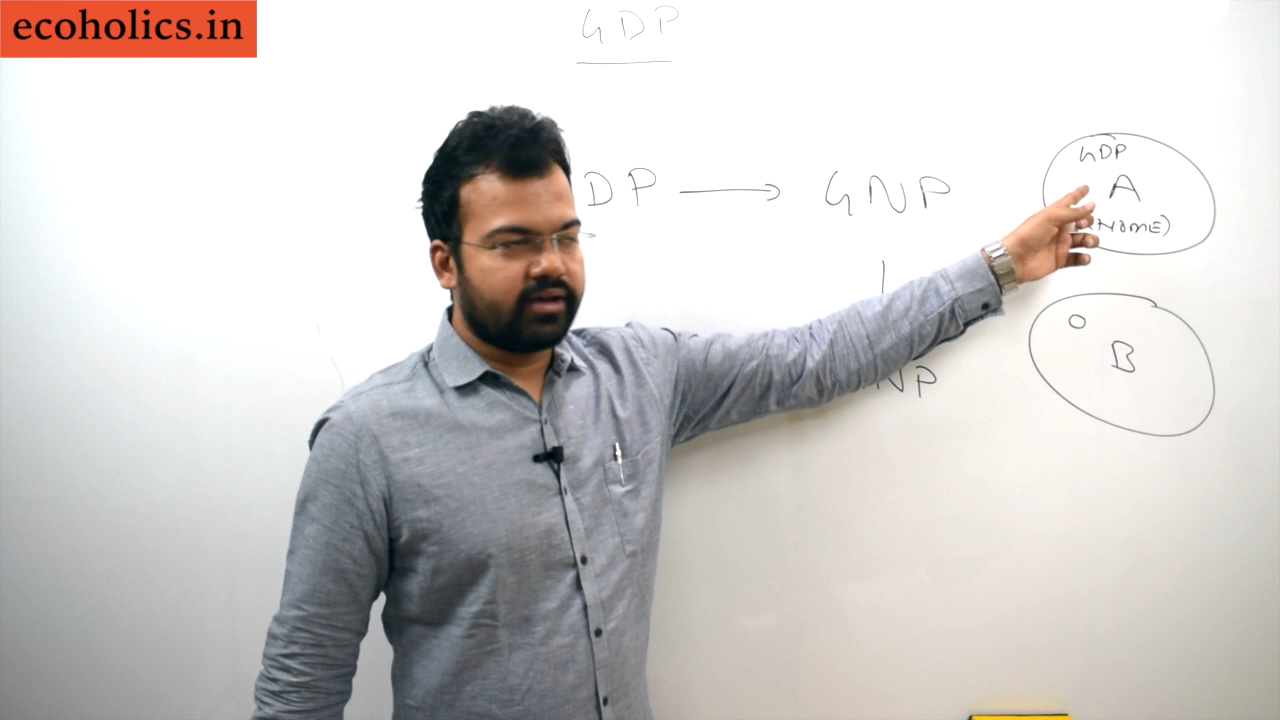 ecoholics.in
GDP
DP → GNP
GDP
A
(HOME)
B
NP